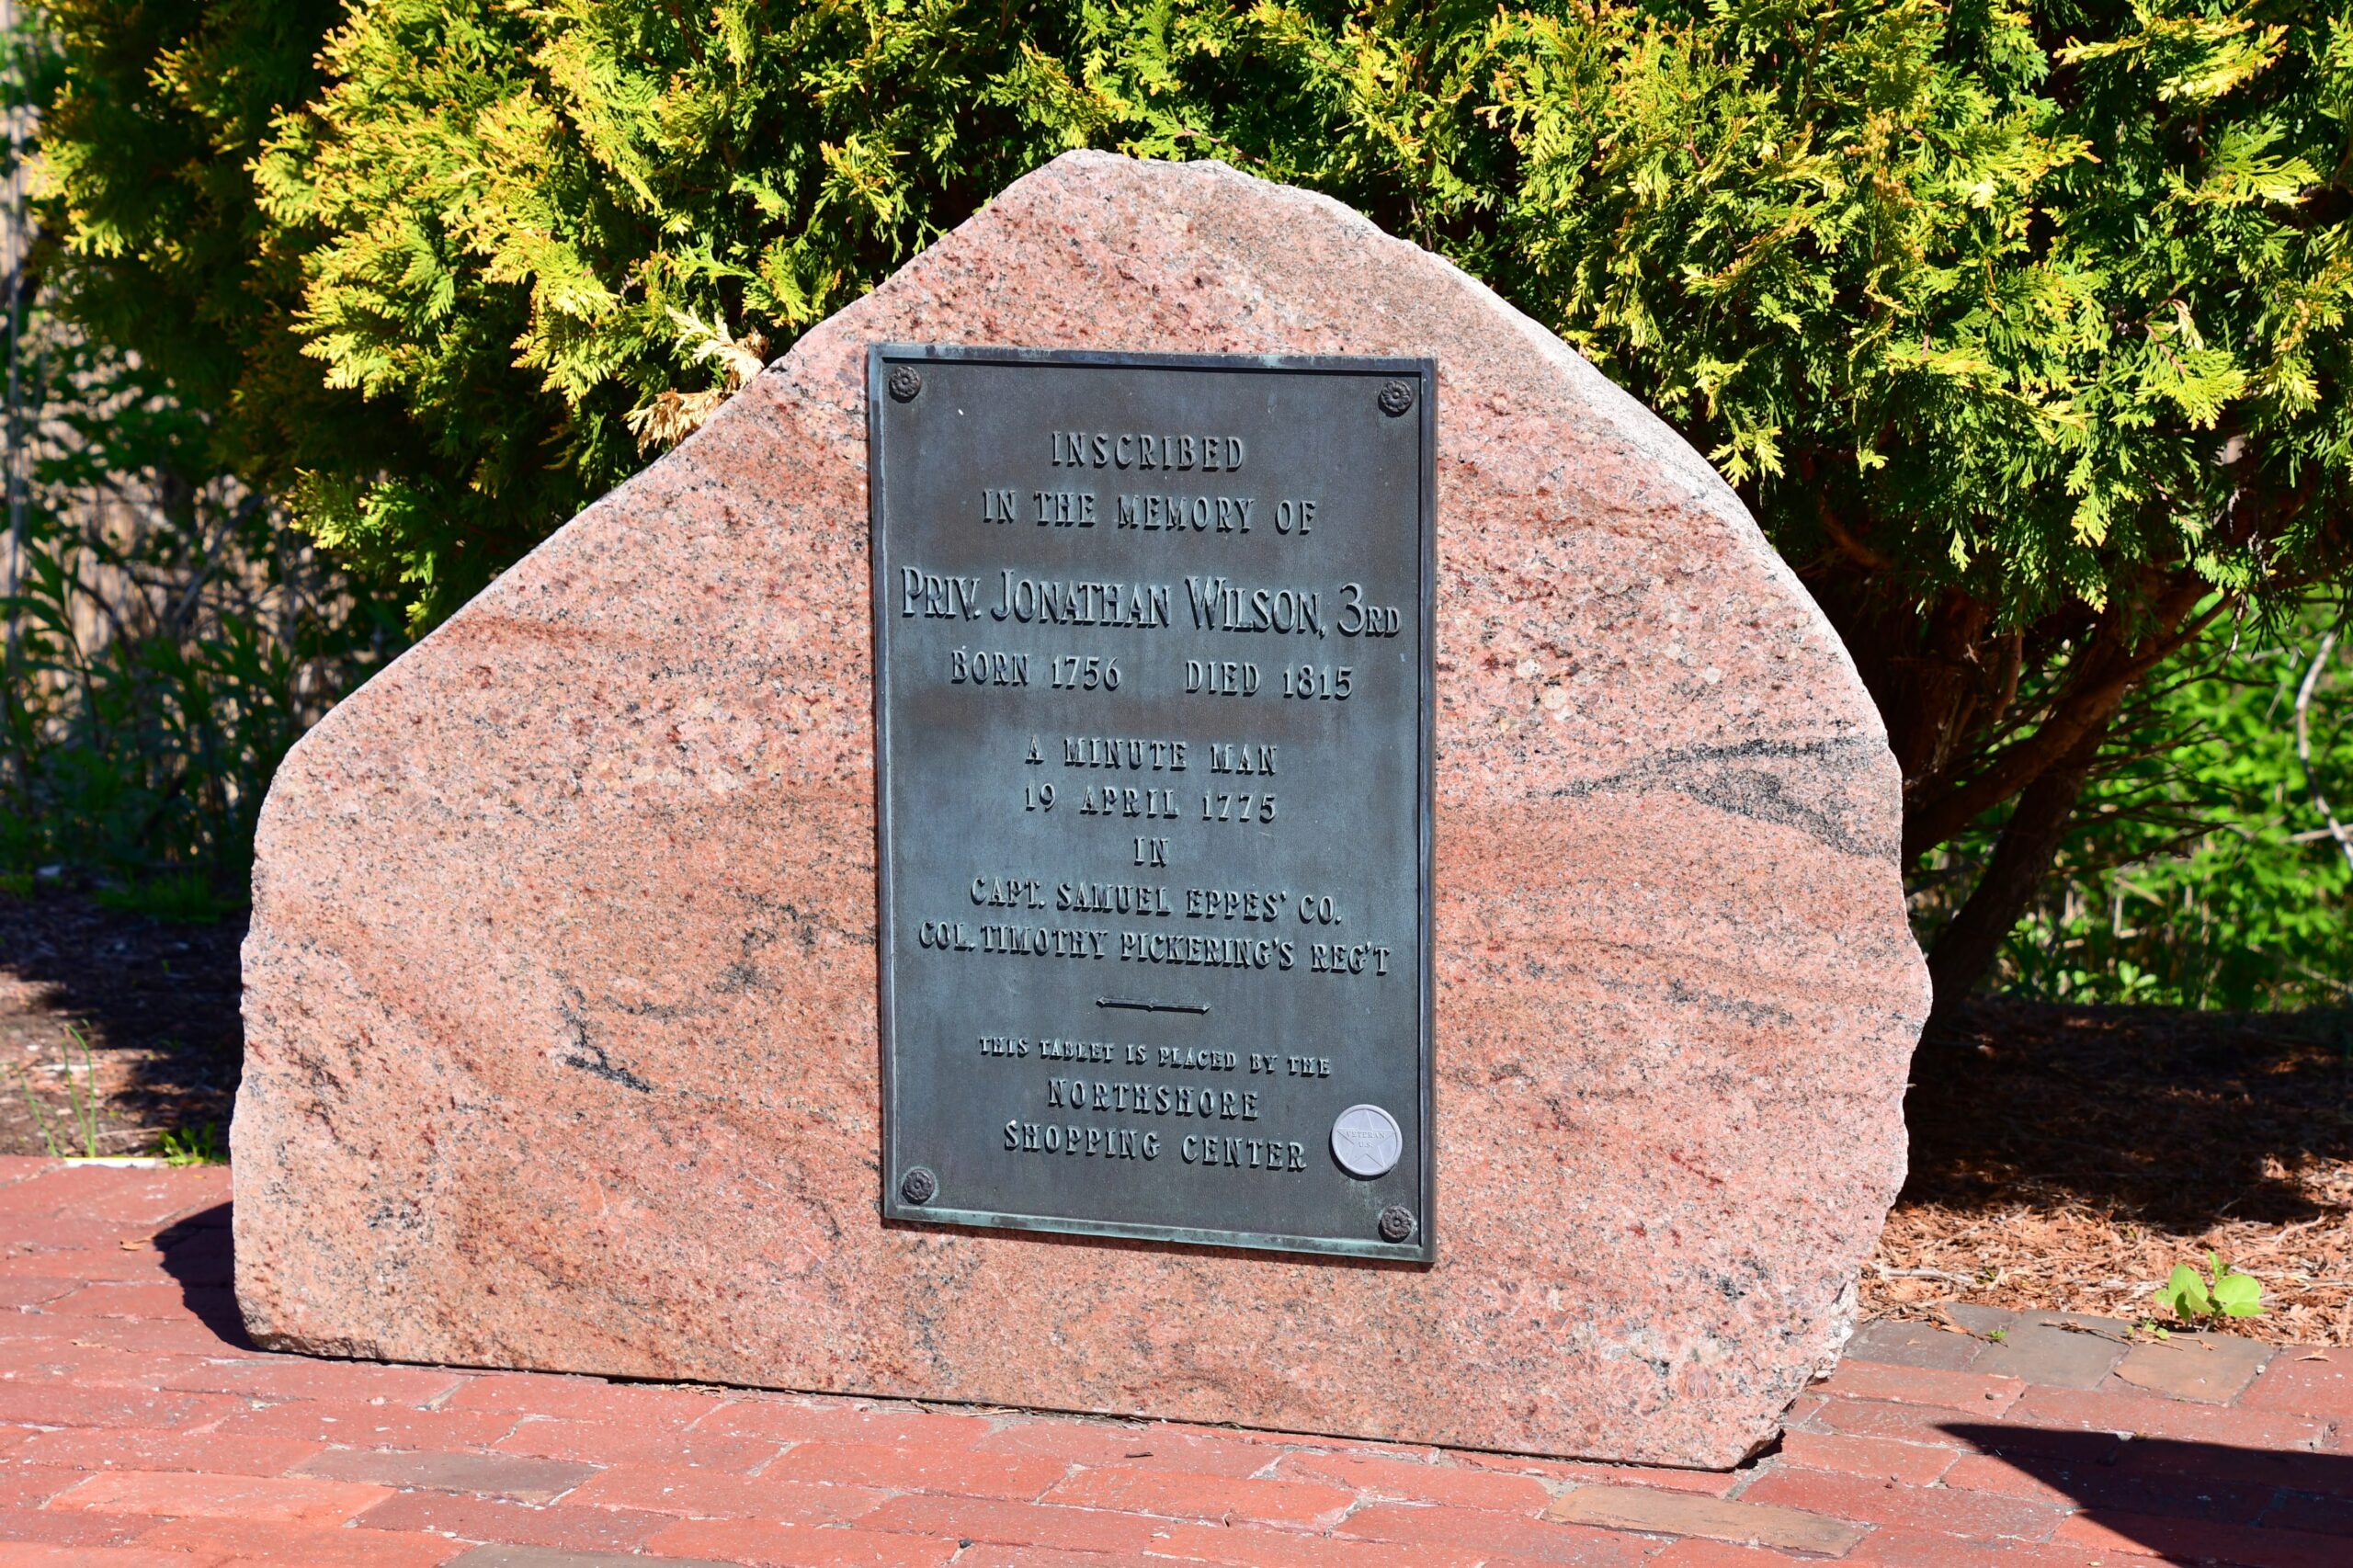 INSCRIBED
IN THE MEMORY OF
PRIV. JONATHAN WILSON, 3RD
BORN 1756 DIED 1815
A MINUTE MAN
19 APRIL 1775
IN
CAPT. SAMUEL EPPES' CO.
COL. TIMOTHY PICKERING'S REG'T
THIS TABLET IS PLACED BY THE
NORTHSHORE
SHOPPING CENTER
VETERAN
U.S.